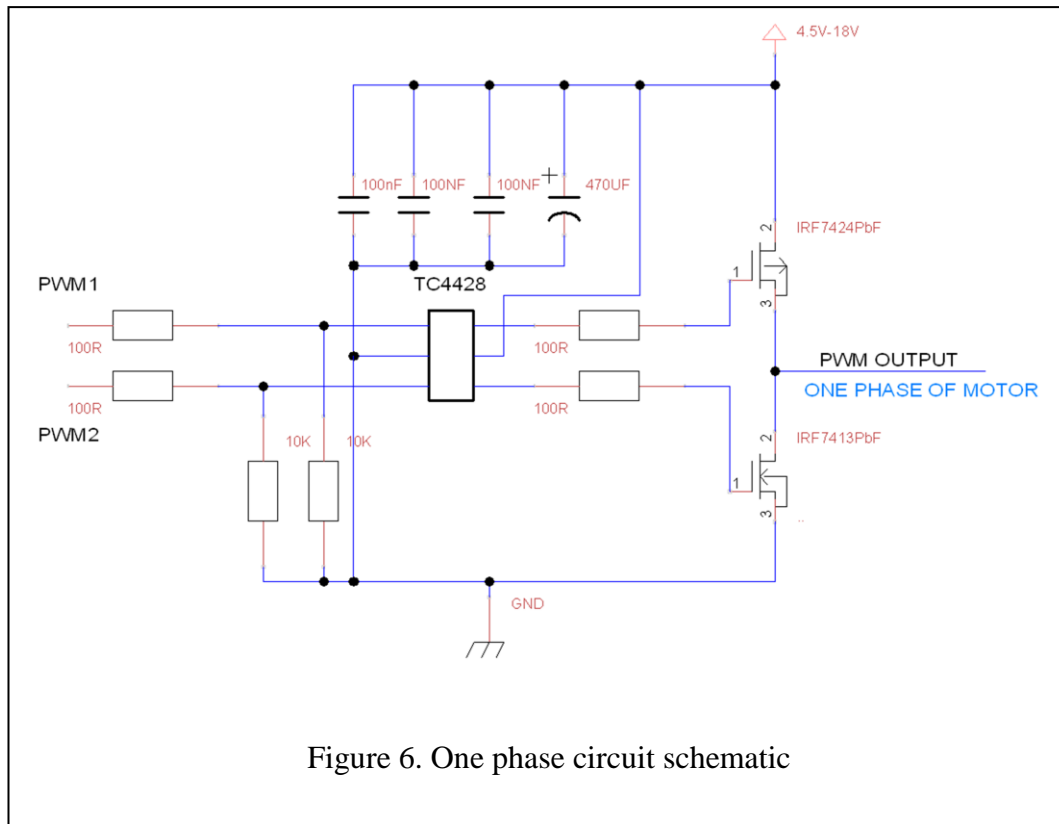 4.5V-18V
100nF
100NF
100NF
+
470UF
2
IRF7424PbF
1
3
PWM1
TC4428
100R
100R
PWM OUTPUT
ONE PHASE OF MOTOR
100R
100R
PWM2
2
IRF7413PbF
10K
10K
1
3
GND
Figure 6. One phase circuit schematic